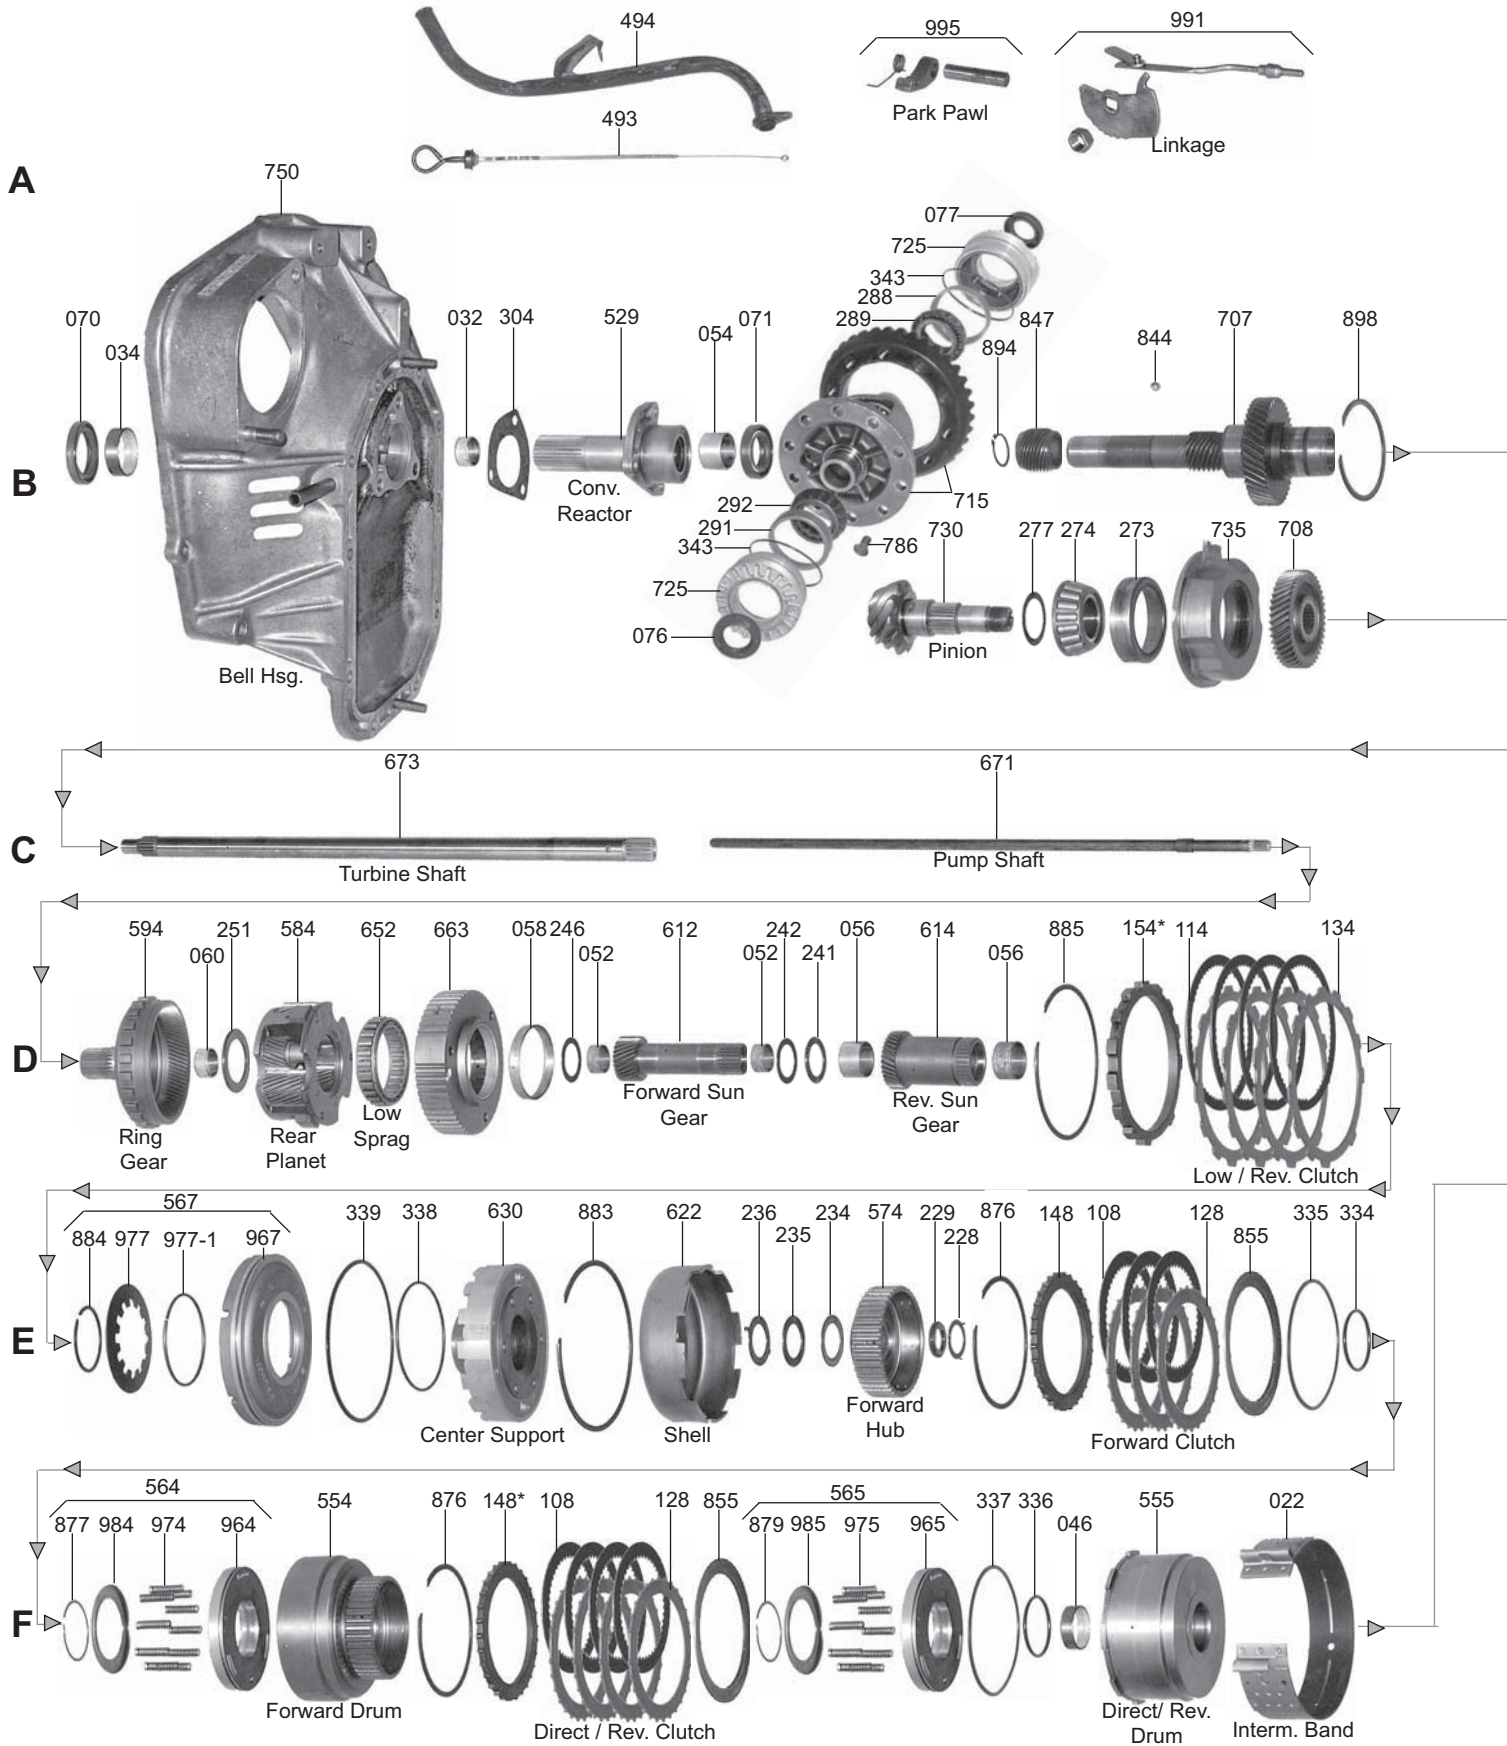 494
995
991
Park Pawl
493
Linkage
A
750
077
725
343
288
289
070
034
032
304
529
054
071
894
847
844
707
898
B
Conv.
Reactor
715
292
291
343
786
730
277
274
273
735
708
725
076
Pinion
Bell Hsg.
673
671
C
Turbine Shaft
Pump Shaft
594
060
251
584
652
663
058
246
052
612
052
242
241
056
614
056
885
154*
114
134
D
Ring
Gear
Rear
Planet
Low
Sprag
Forward Sun
Gear
Rev. Sun
Gear
Low / Rev. Clutch
567
884
977
977-1
967
339
338
630
883
622
236
235
234
574
229
228
876
148
108
128
855
335
334
E
Center Support
Shell
Forward
Hub
Forward Clutch
564
877
984
974
964
554
876
148*
108
128
855
565
879
985
975
965
337
336
046
555
022
F
Forward Drum
Direct / Rev. Clutch
Direct/ Rev.
Drum
Interm. Band